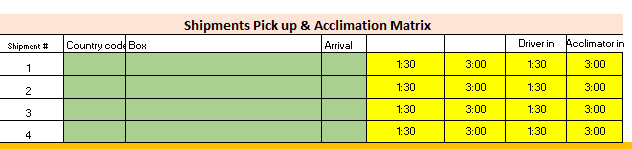 Shipments Pick up & Acclimation Matrix
Shipment # Country code Box Arrival Driver in Acclimator in
1 1:30 3:00 1:30 3:00
2 1:30 3:00 1:30 3:00
3 1:30 3:00 1:30 3:00
4 1:30 3:00 1:30 3:00